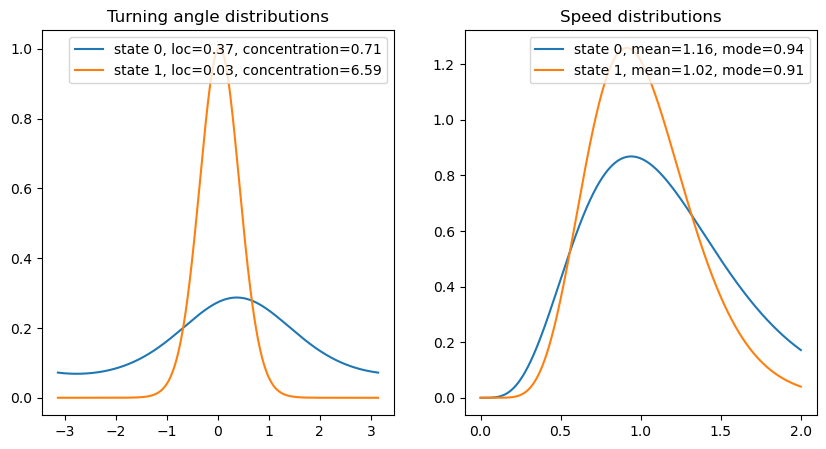 Turning angle distributions
state 0, loc=0.37, concentration=0.71
state 1, loc=0.03, concentration=6.59
1.0
0.8
0.6
0.4
0.2
0.0
−3 −2 −1 0 1 2 3
Speed distributions
state 0, mean=1.16, mode=0.94
state 1, mean=1.02, mode=0.91
1.2
1.0
0.8
0.6
0.4
0.2
0.0
0.0 0.5 1.0 1.5 2.0